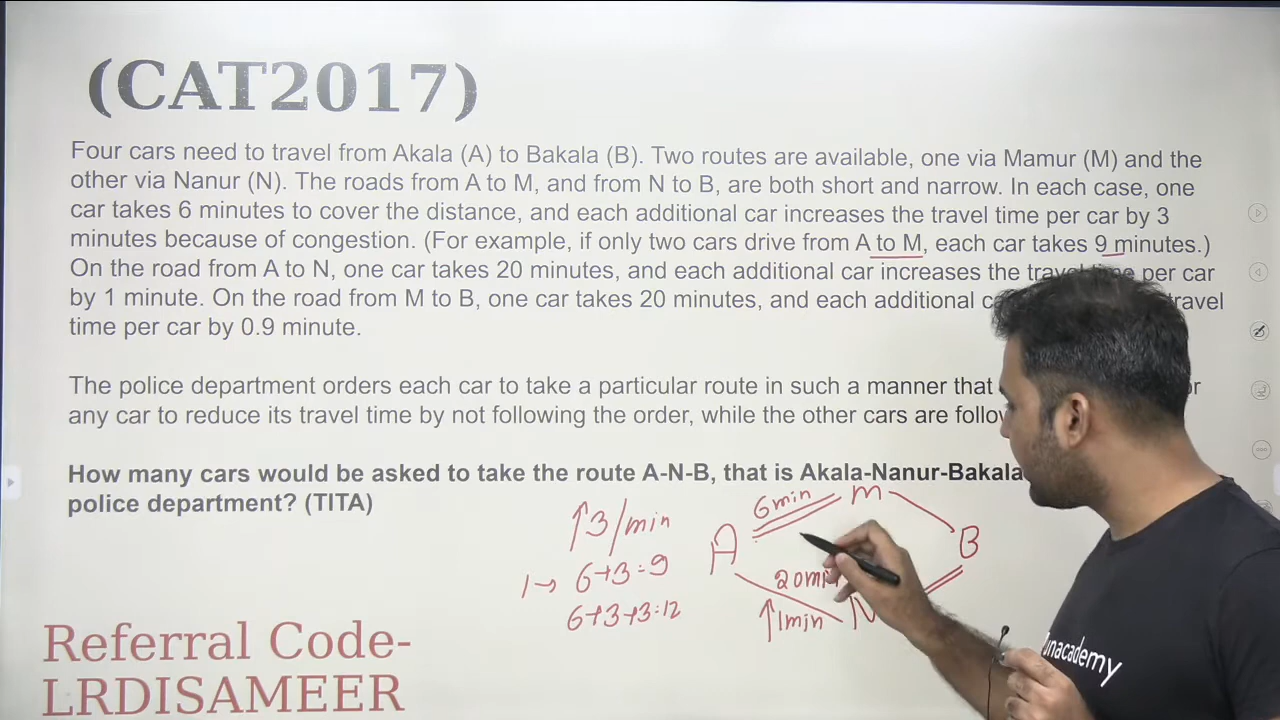 (CAT2017)
Four cars need to travel from Akala (A) to Bakala (B). Two routes are available, one via Mamur (M) and the
other via Nanur (N). The roads from A to M, and from N to B, are both short and narrow. In each case, one
car takes 6 minutes to cover the distance, and each additional car increases the travel time per car by 3
minutes because of congestion. (For example, if only two cars drive from A to M, each car takes 9 minutes.)
On the road from A to N, one car takes 20 minutes, and each additional car increases the travel time per car
by 1 minute. On the road from M to B, one car takes 20 minutes, and each additional travel
time per car by 0.9 minute.
The police department orders each car to take a particular route in such a manner that
any car to reduce its travel time by not following the order, while the other cars are
How many cars would be asked to take the route A-N-B, that is Akala-Nanur-Bakala
police department? (TITA)
↑3/min
1→ 6+3=9
6+3+3=12
6min
M
A
B
20min
↑1min
N
Referral Code-
LRDISAMEER
unacademy